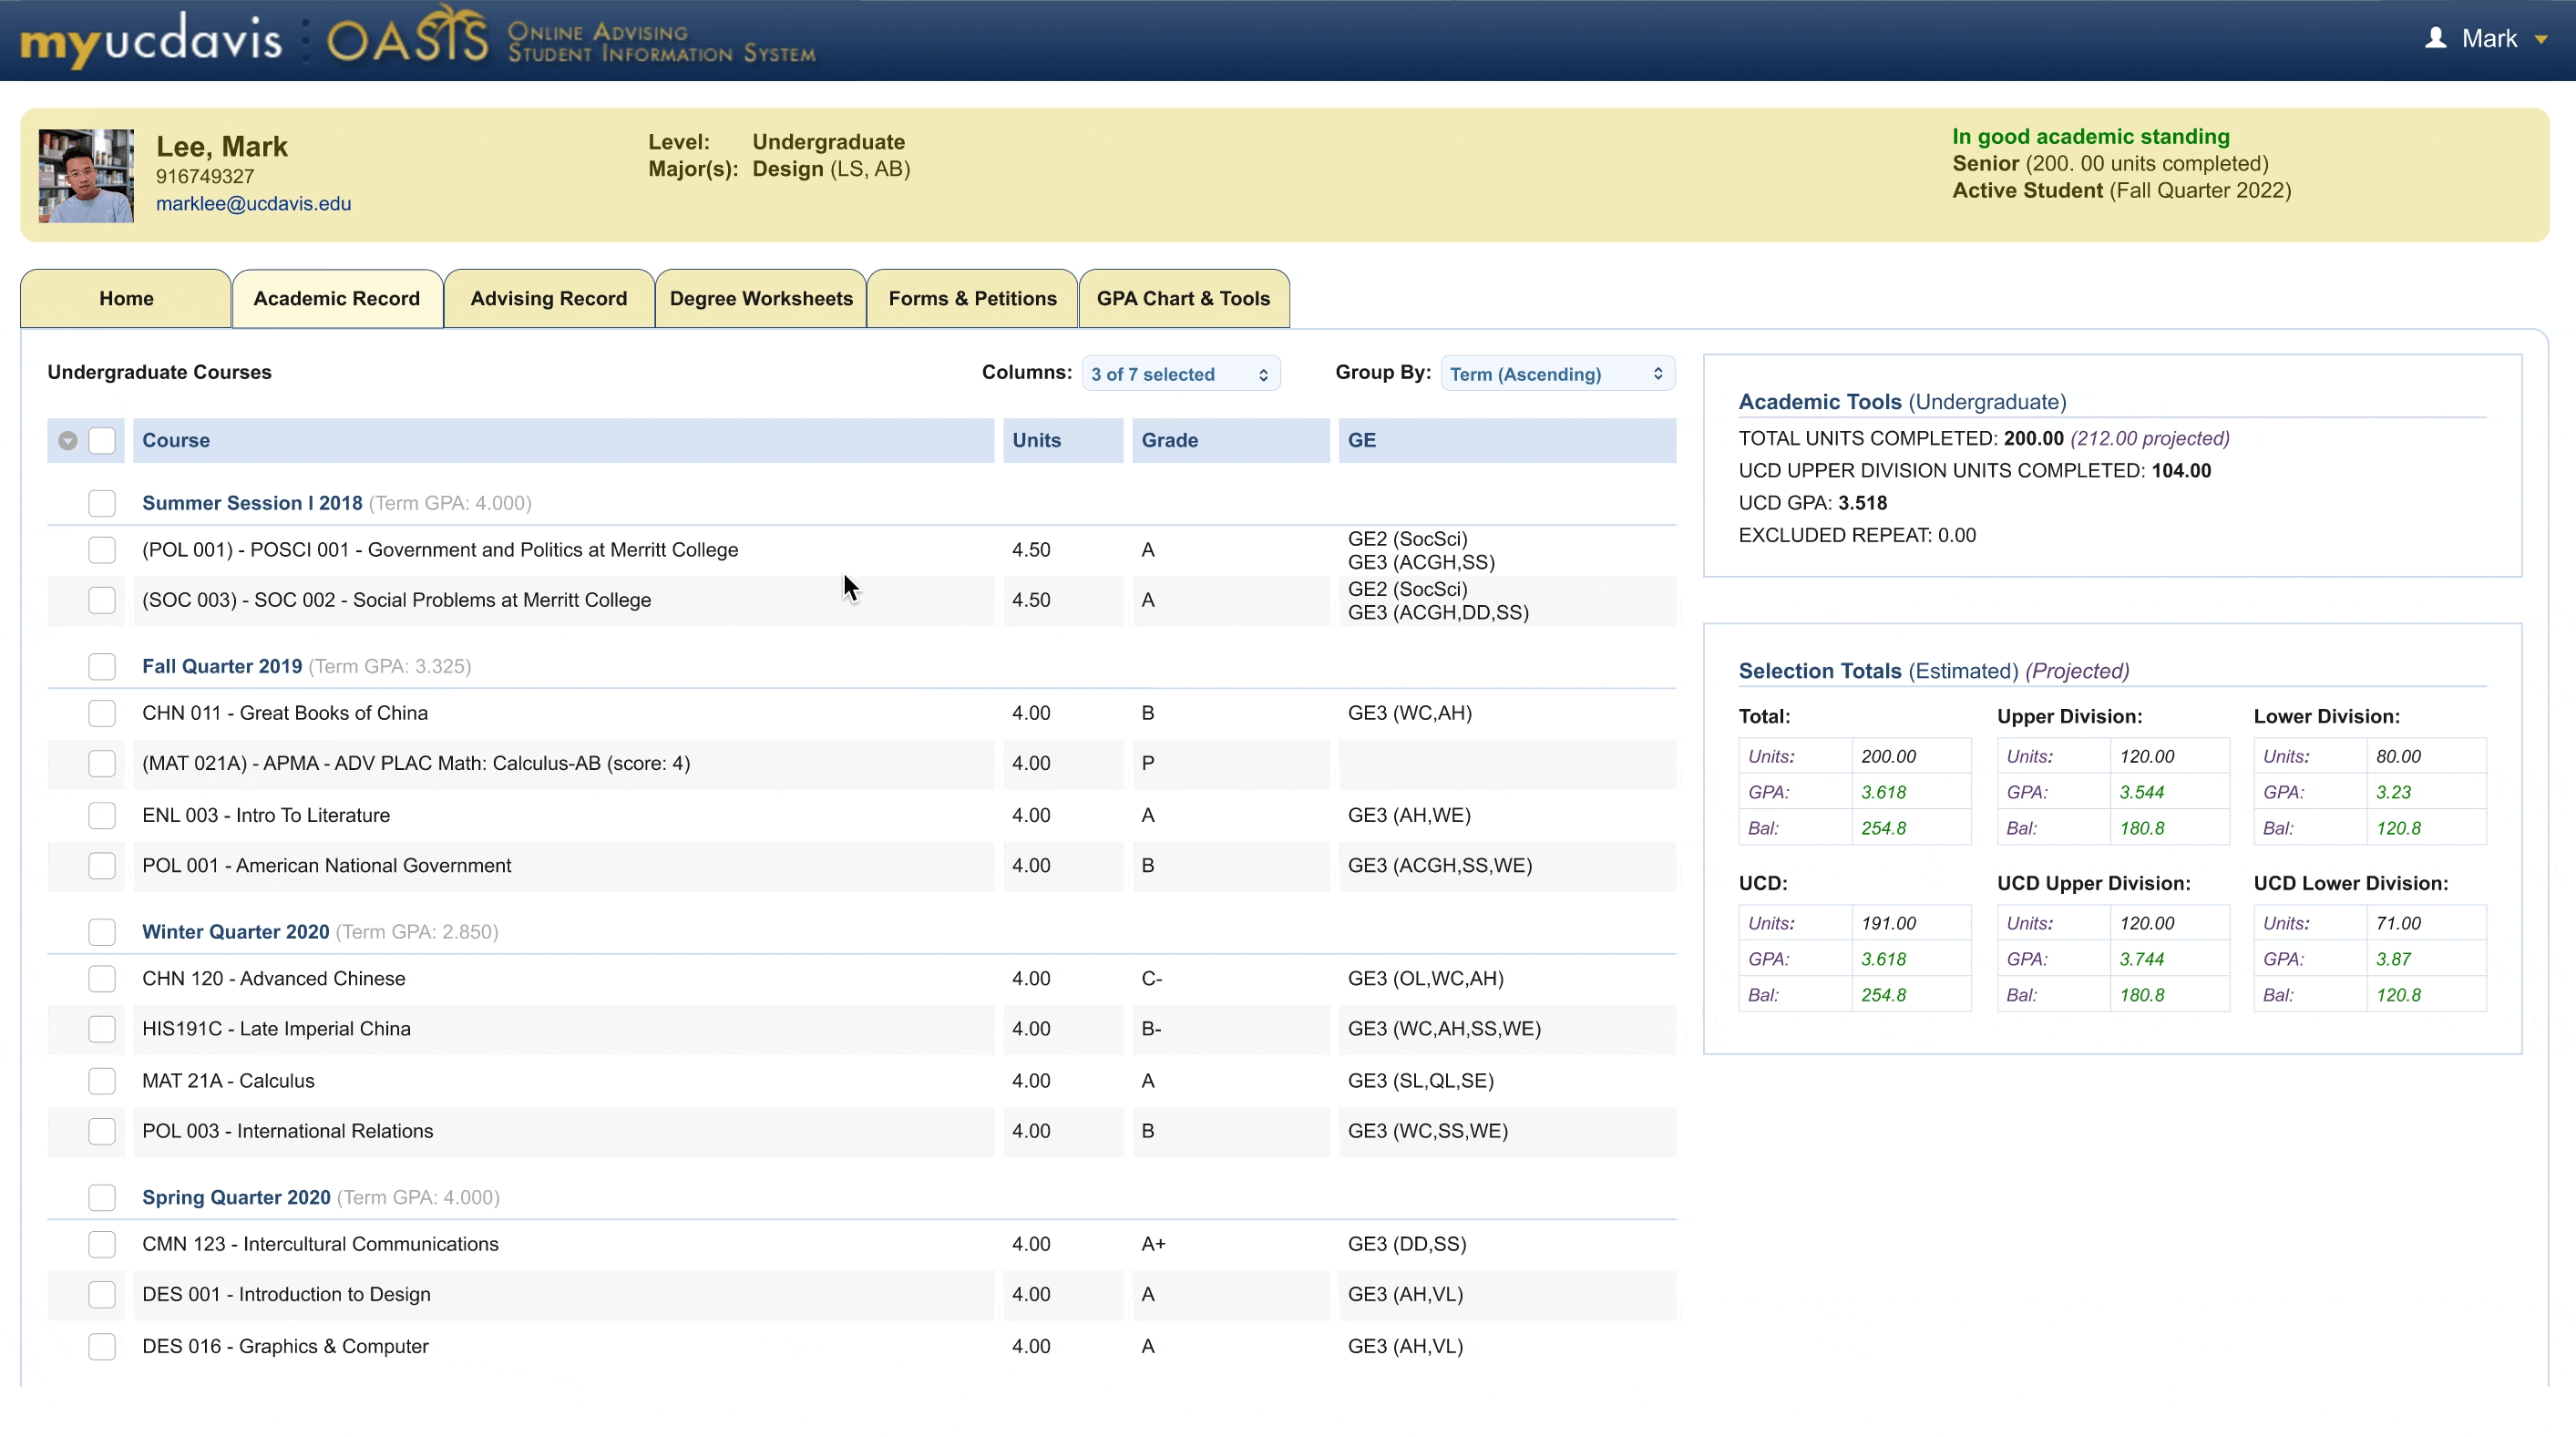 myucdavis OASIS ONLINE ADVISING STUDENT INFORMATION SYSTEM
Mark
Lee, Mark
916749327
marklee@ucdavis.edu
Level: Undergraduate
Major(s): Design (LS, AB)
In good academic standing
Senior (200. 00 units completed)
Active Student (Fall Quarter 2022)
Home Academic Record Advising Record Degree Worksheets Forms & Petitions GPA Chart & Tools
Undergraduate Courses Columns: 3 of 7 selected Group By: Term (Ascending)
Course Units Grade GE
Summer Session I 2018 (Term GPA: 4.000)
(POL 001) - POSCI 001 - Government and Politics at Merritt College 4.50 A GE2 (SocSci)
GE3 (ACGH,SS)
(SOC 003) - SOC 002 - Social Problems at Merritt College 4.50 A GE2 (SocSci)
GE3 (ACGH,DD,SS)
Fall Quarter 2019 (Term GPA: 3.325)
CHN 011 - Great Books of China 4.00 B GE3 (WC,AH)
(MAT 021A) - APMA - ADV PLAC Math: Calculus-AB (score: 4) 4.00 P
ENL 003 - Intro To Literature 4.00 A GE3 (AH,WE)
POL 001 - American National Government 4.00 B GE3 (ACGH,SS,WE)
Winter Quarter 2020 (Term GPA: 2.850)
CHN 120 - Advanced Chinese 4.00 C- GE3 (OL,WC,AH)
HIS191C - Late Imperial China 4.00 B- GE3 (WC,AH,SS,WE)
MAT 21A - Calculus 4.00 A GE3 (SL,QL,SE)
POL 003 - International Relations 4.00 B GE3 (WC,SS,WE)
Spring Quarter 2020 (Term GPA: 4.000)
CMN 123 - Intercultural Communications 4.00 A+ GE3 (DD,SS)
DES 001 - Introduction to Design 4.00 A GE3 (AH,VL)
DES 016 - Graphics & Computer 4.00 A GE3 (AH,VL)
Academic Tools (Undergraduate)
TOTAL UNITS COMPLETED: 200.00 (212.00 projected)
UCD UPPER DIVISION UNITS COMPLETED: 104.00
UCD GPA: 3.518
EXCLUDED REPEAT: 0.00
Selection Totals (Estimated) (Projected)
Total: Upper Division: Lower Division:
Units: 200.00 Units: 120.00 Units: 80.00
GPA: 3.618 GPA: 3.544 GPA: 3.23
Bal: 254.8 Bal: 180.8 Bal: 120.8
UCD: UCD Upper Division: UCD Lower Division:
Units: 191.00 Units: 120.00 Units: 71.00
GPA: 3.618 GPA: 3.744 GPA: 3.87
Bal: 254.8 Bal: 180.8 Bal: 120.8